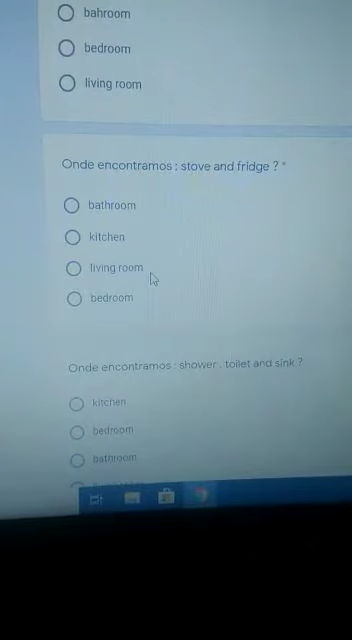 bahroom
bedroom
living room
Onde encontramos : stove and fridge ? *
bathroom
kitchen
living room
bedroom
Onde encontramos : shower , toilet and sink ?
kitchen
bedroom
bathroom